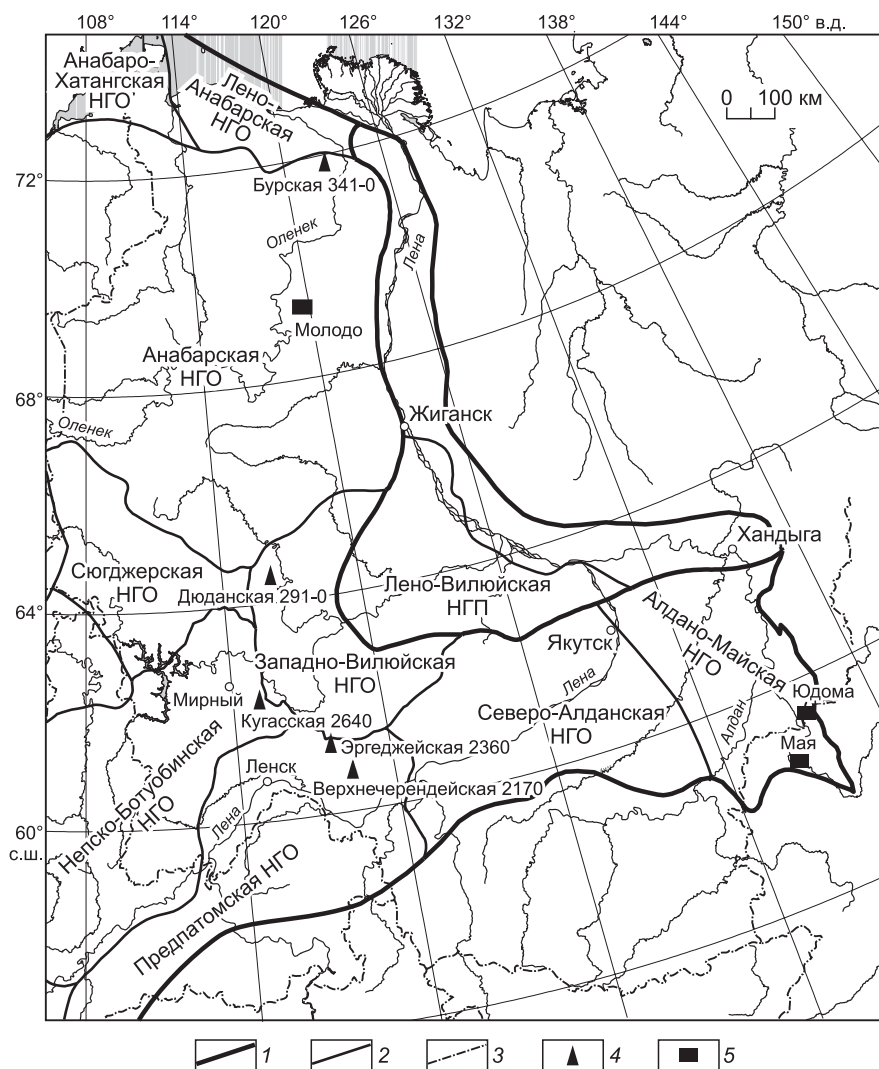 108° 114° 120° 126° 132° 138° 144° 150° в.д.
Анабаро-
Хатангская
НГО
Лено-
Анабарская
НГО
0 100 км
72°
Бурская 341-0
Оленек
Лена
Молодо
Анабарская
НГО
68°
Жиганск
Оленек
Хандыга
Сюгджерская
НГО
Дюданская 291-0
Лено-Вилюйская
НГП
64°
Алдано-Майская
НГО
Якутск
Западно-Вилюйская
НГО
Мирный
Лена
Юдома
Кугасская 2640
Северо-Алданская
НГО
Алдан
Мая
Эргеджейская 2360
Непско-Ботуобинская
НГО
Ленск
Верхнечерендейская 2170
Лена
60°
с.ш.
Предпатомская НГО
1 2 3 4 5